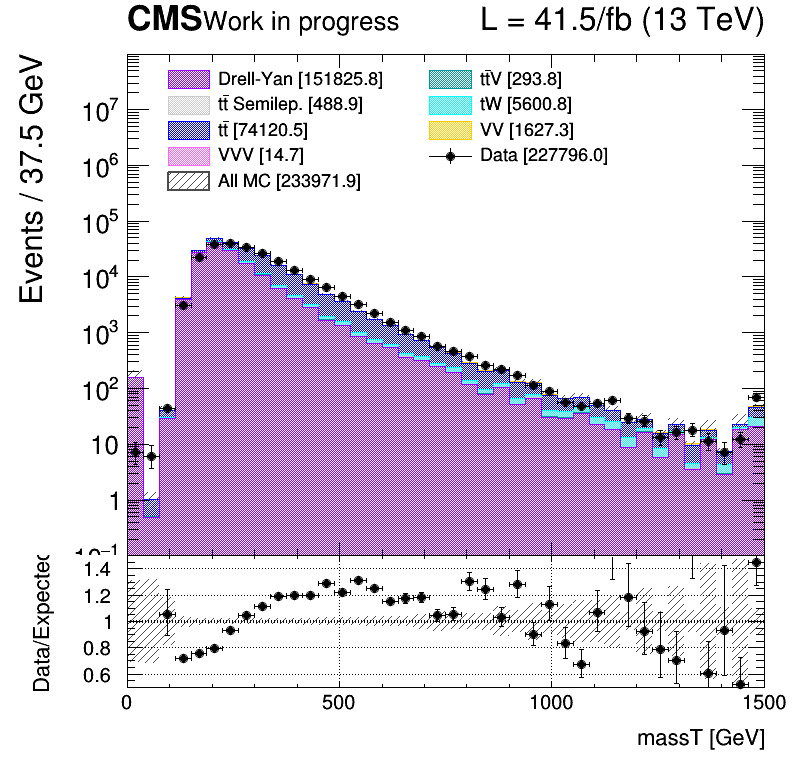 CMS Work in progress L = 41.5/fb (13 TeV)
Events / 37.5 GeV
Drell-Yan [151825.8]
tt̄V [293.8]
tt̄ Semilep. [488.9]
tW [5600.8]
tt̄ [74120.5]
VV [1627.3]
VVV [14.7]
Data [227796.0]
All MC [233971.9]
10⁷
10⁶
10⁵
10⁴
10³
10²
10
1
10⁻¹
Data/Expected
1.4
1.2
1
0.8
0.6
0 500 1000 1500
massT [GeV]